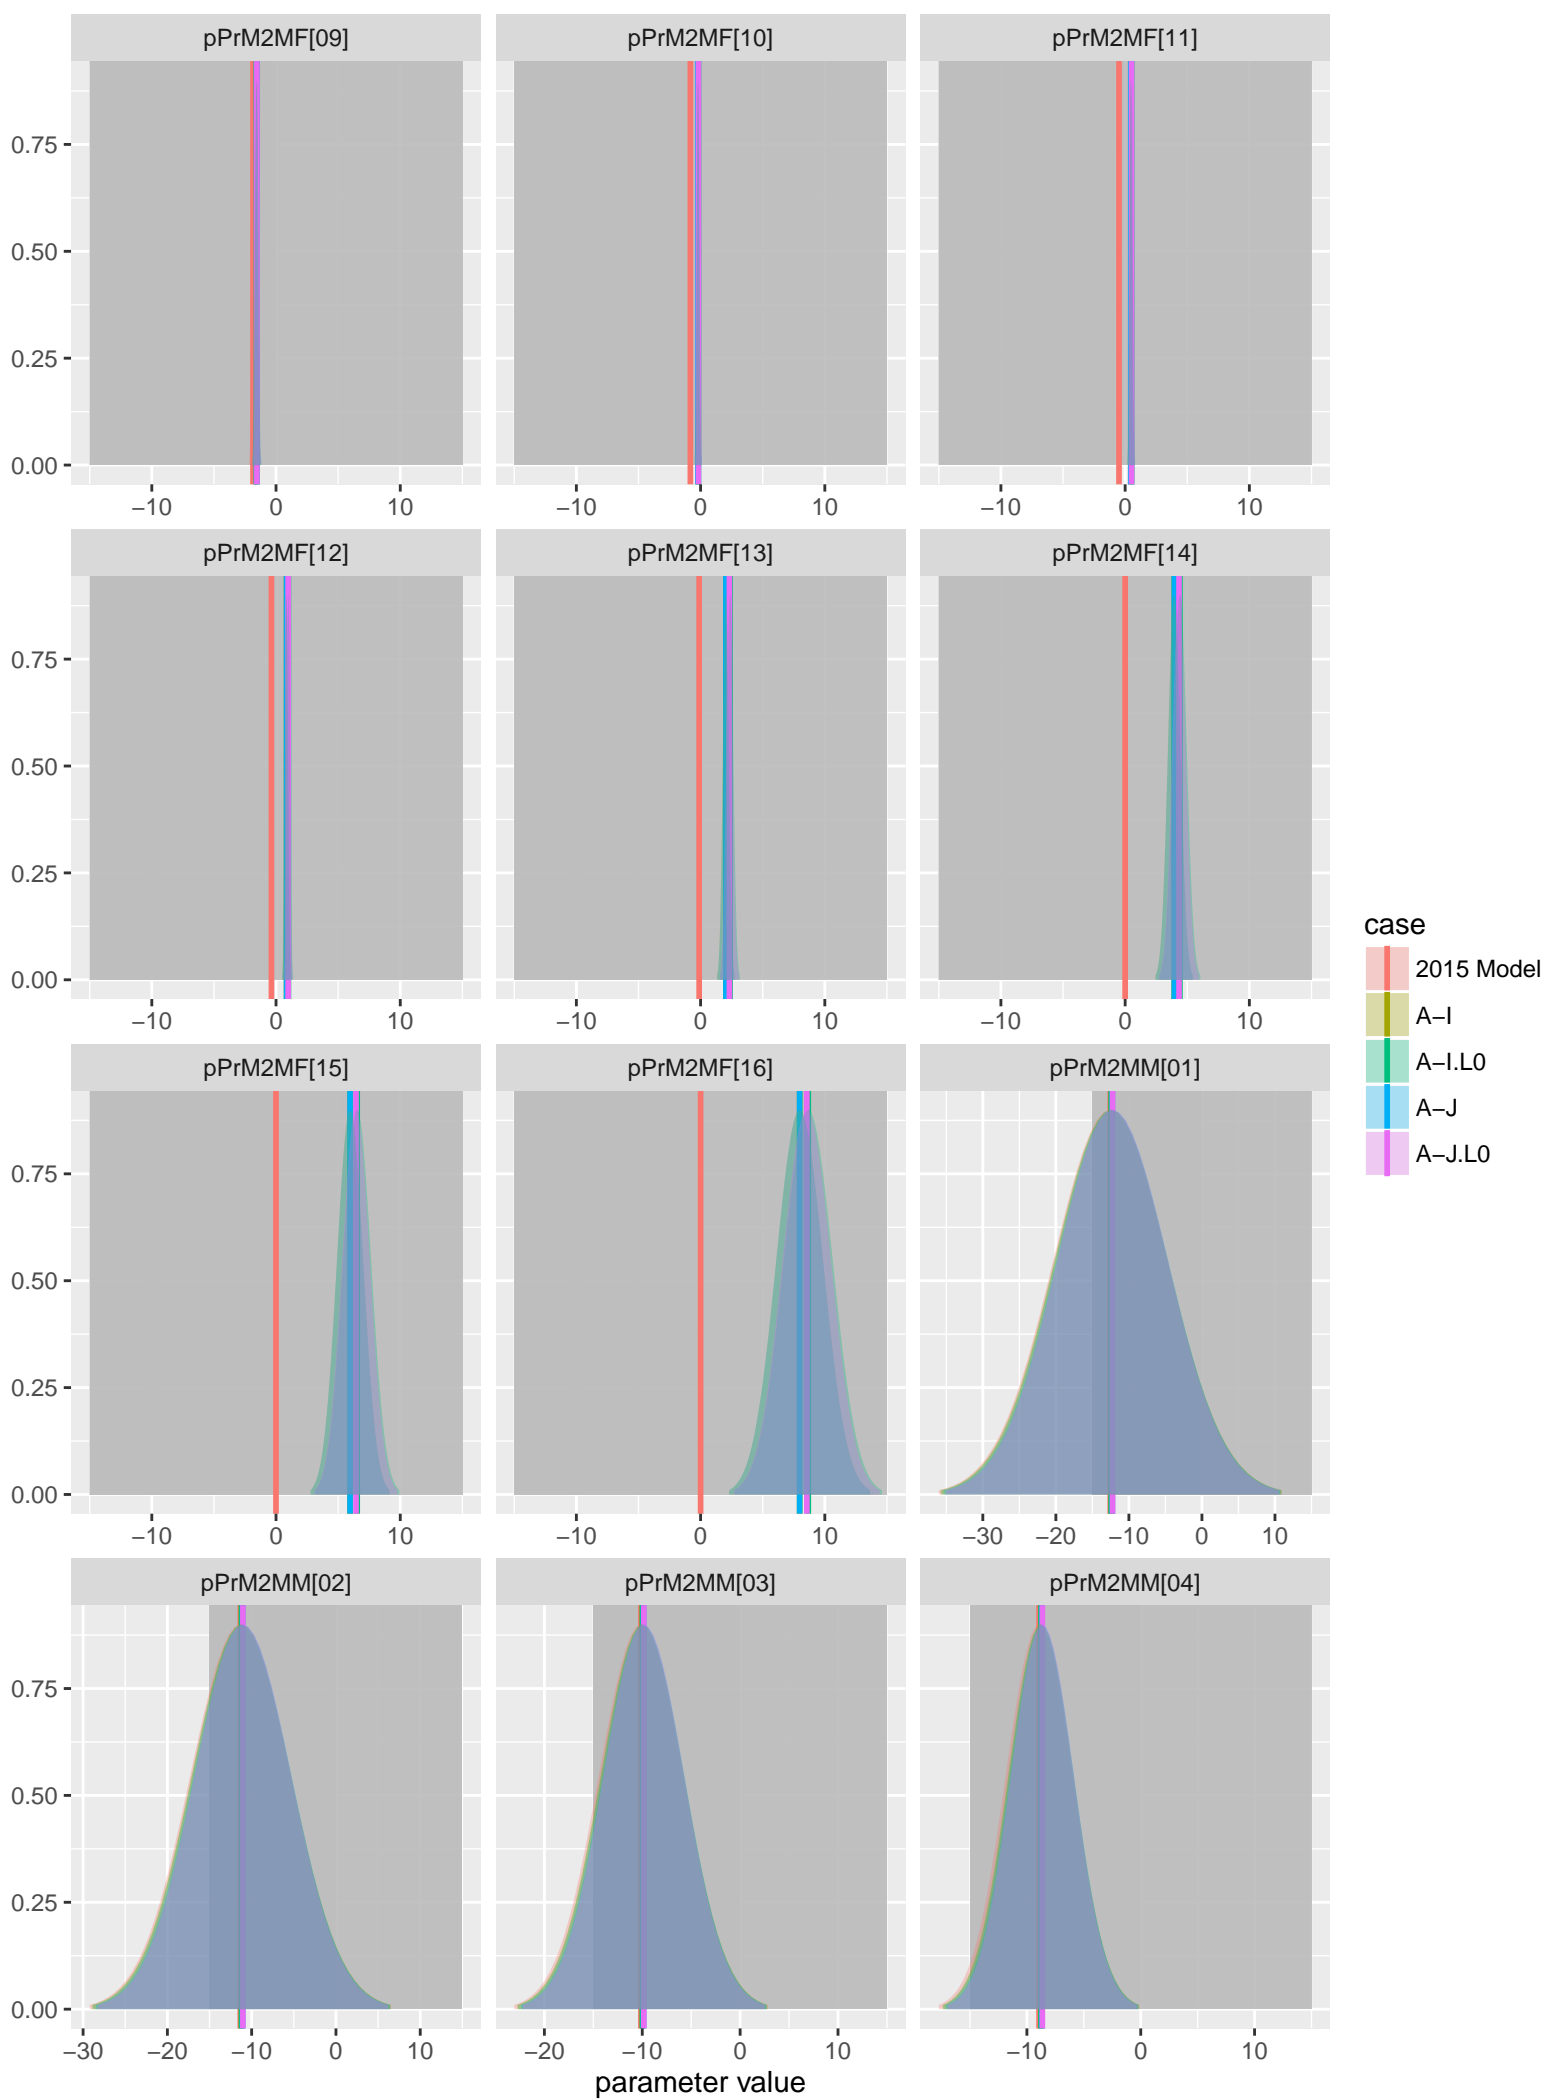 pPrM2MF[09] pPrM2MF[10] pPrM2MF[11]
0.75
0.50
0.25
0.00
−10 0 10 −10 0 10 −10 0 10
pPrM2MF[12] pPrM2MF[13] pPrM2MF[14]
0.75
0.50
0.25
0.00
−10 0 10 −10 0 10 −10 0 10
pPrM2MF[15] pPrM2MF[16] pPrM2MM[01]
0.75
0.50
0.25
0.00
−10 0 10 −10 0 10 −30 −20 −10 0 10
pPrM2MM[02] pPrM2MM[03] pPrM2MM[04]
0.75
0.50
0.25
0.00
−30 −20 −10 0 10 −20 −10 0 10 −10 0 10
parameter value
case
2015 Model
A−I
A−I.L0
A−J
A−J.L0